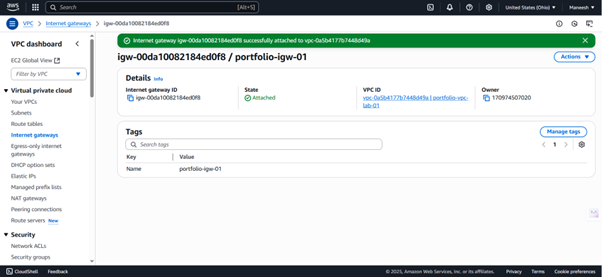 aws
Search
[Alt+S]
United States (Ohio)
Maneesh
VPC
Internet gateways
igw-00da10082184ed0f8
VPC dashboard
EC2 Global View
Filter by VPC
Virtual private cloud
Your VPCs
Subnets
Route tables
Internet gateways
Egress-only internet
gateways
DHCP option sets
Elastic IPs
Managed prefix lists
NAT gateways
Peering connections
Route servers New
Security
Network ACLs
Security groups
Internet gateway igw-00da10082184ed0f8 successfully attached to vpc-0a5b4177b7448d49a
igw-00da10082184ed0f8 / portfolio-igw-01
Actions
Details Info
Internet gateway ID
igw-00da10082184ed0f8
State
Attached
VPC ID
vpc-0a5b4177b7448d49a | portfolio-vpc-
lab-01
Owner
170974507020
Tags
Manage tags
Search tags
1
Key
Value
Name
portfolio-igw-01
CloudShell
Feedback
© 2025, Amazon Web Services, Inc. or its affiliates.
Privacy
Terms
Cookie preferences